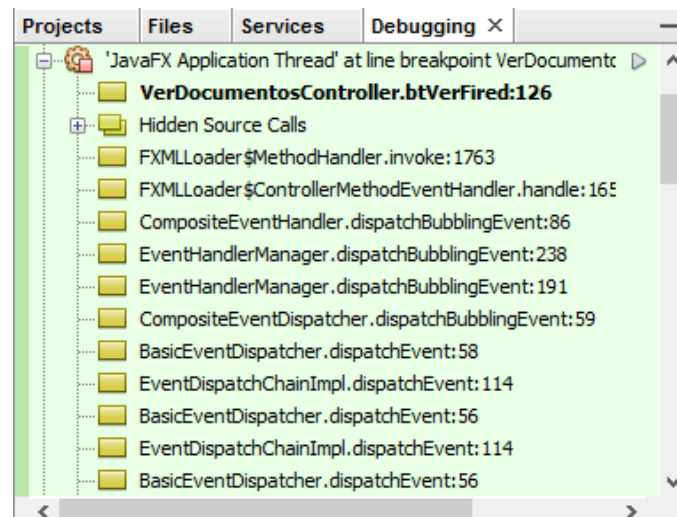 Projects Files Services Debugging ×
'JavaFX Application Thread' at line breakpoint VerDocumento
VerDocumentosController.btVerFired:126
Hidden Source Calls
FXMLLoader$MethodHandler.invoke:1763
FXMLLoader$ControllerMethodEventHandler.handle:165
CompositeEventHandler.dispatchBubblingEvent:86
EventHandlerManager.dispatchBubblingEvent:238
EventHandlerManager.dispatchBubblingEvent:191
CompositeEventDispatcher.dispatchBubblingEvent:59
BasicEventDispatcher.dispatchEvent:58
EventDispatchChainImpl.dispatchEvent:114
BasicEventDispatcher.dispatchEvent:56
EventDispatchChainImpl.dispatchEvent:114
BasicEventDispatcher.dispatchEvent:56